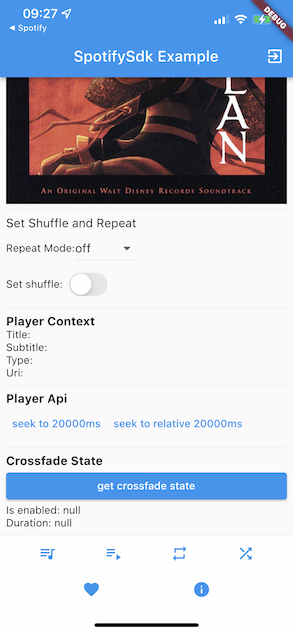 09:27
DEBUG
◀ Spotify
SpotifySdk Example
LAN
AN ORIGINAL WALT DISNEY RECORDS SOUNDTRACK
Set Shuffle and Repeat
Repeat Mode: off
Set shuffle:
Player Context
Title:
Subtitle:
Type:
Uri:
Player Api
seek to 20000ms seek to relative 20000ms
Crossfade State
get crossfade state
Is enabled: null
Duration: null